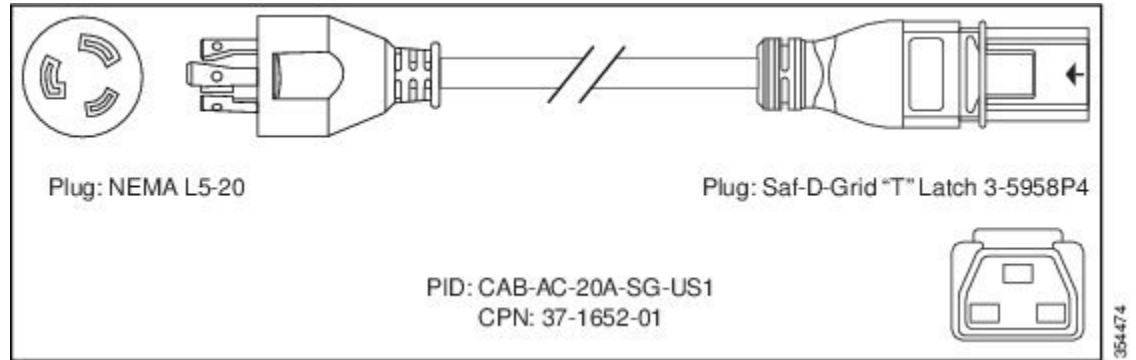 Plug: NEMA L5-20
Plug: Saf-D-Grid “T” Latch 3-5958P4
PID: CAB-AC-20A-SG-US1
CPN: 37-1652-01
354474